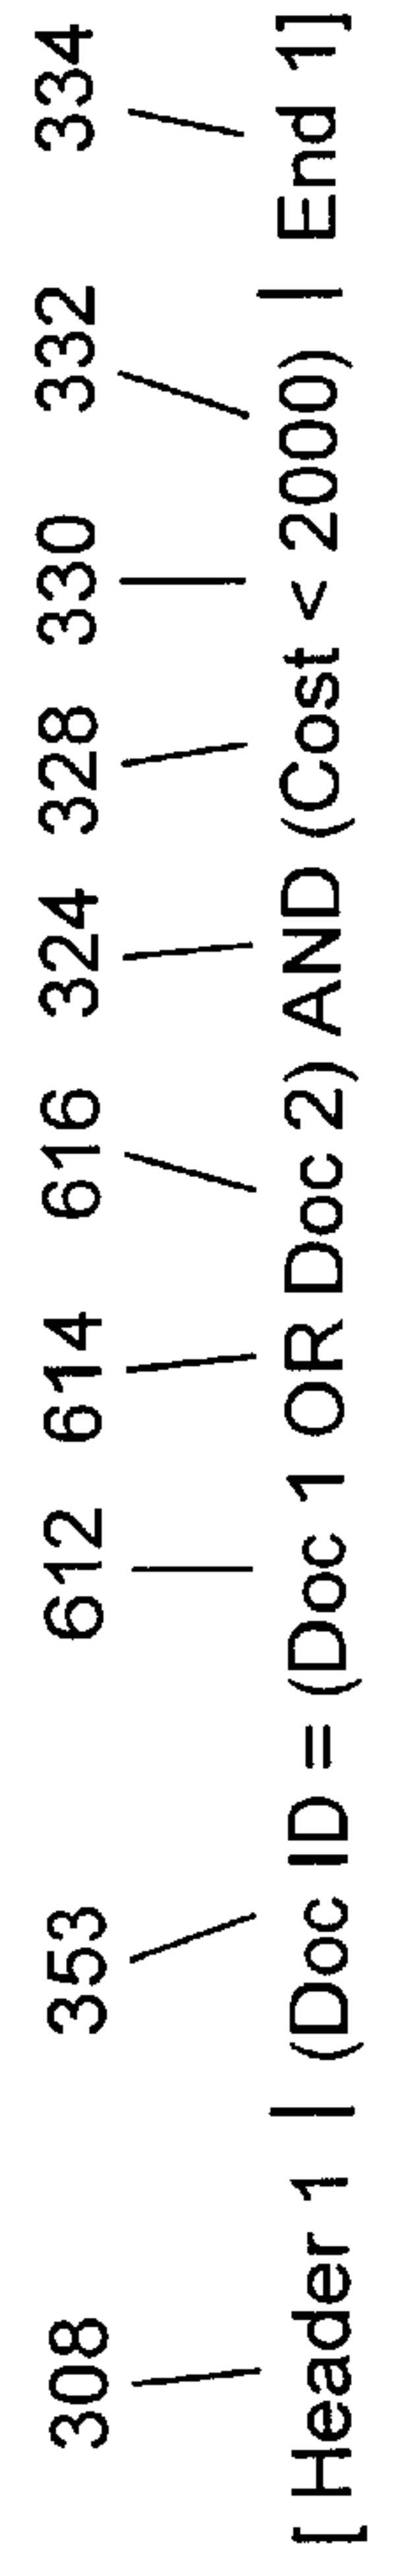 308 353 612 614 616 324 328 330 332 334
[ Header 1 | (Doc ID = (Doc 1 OR Doc 2) AND (Cost < 2000) | End 1]